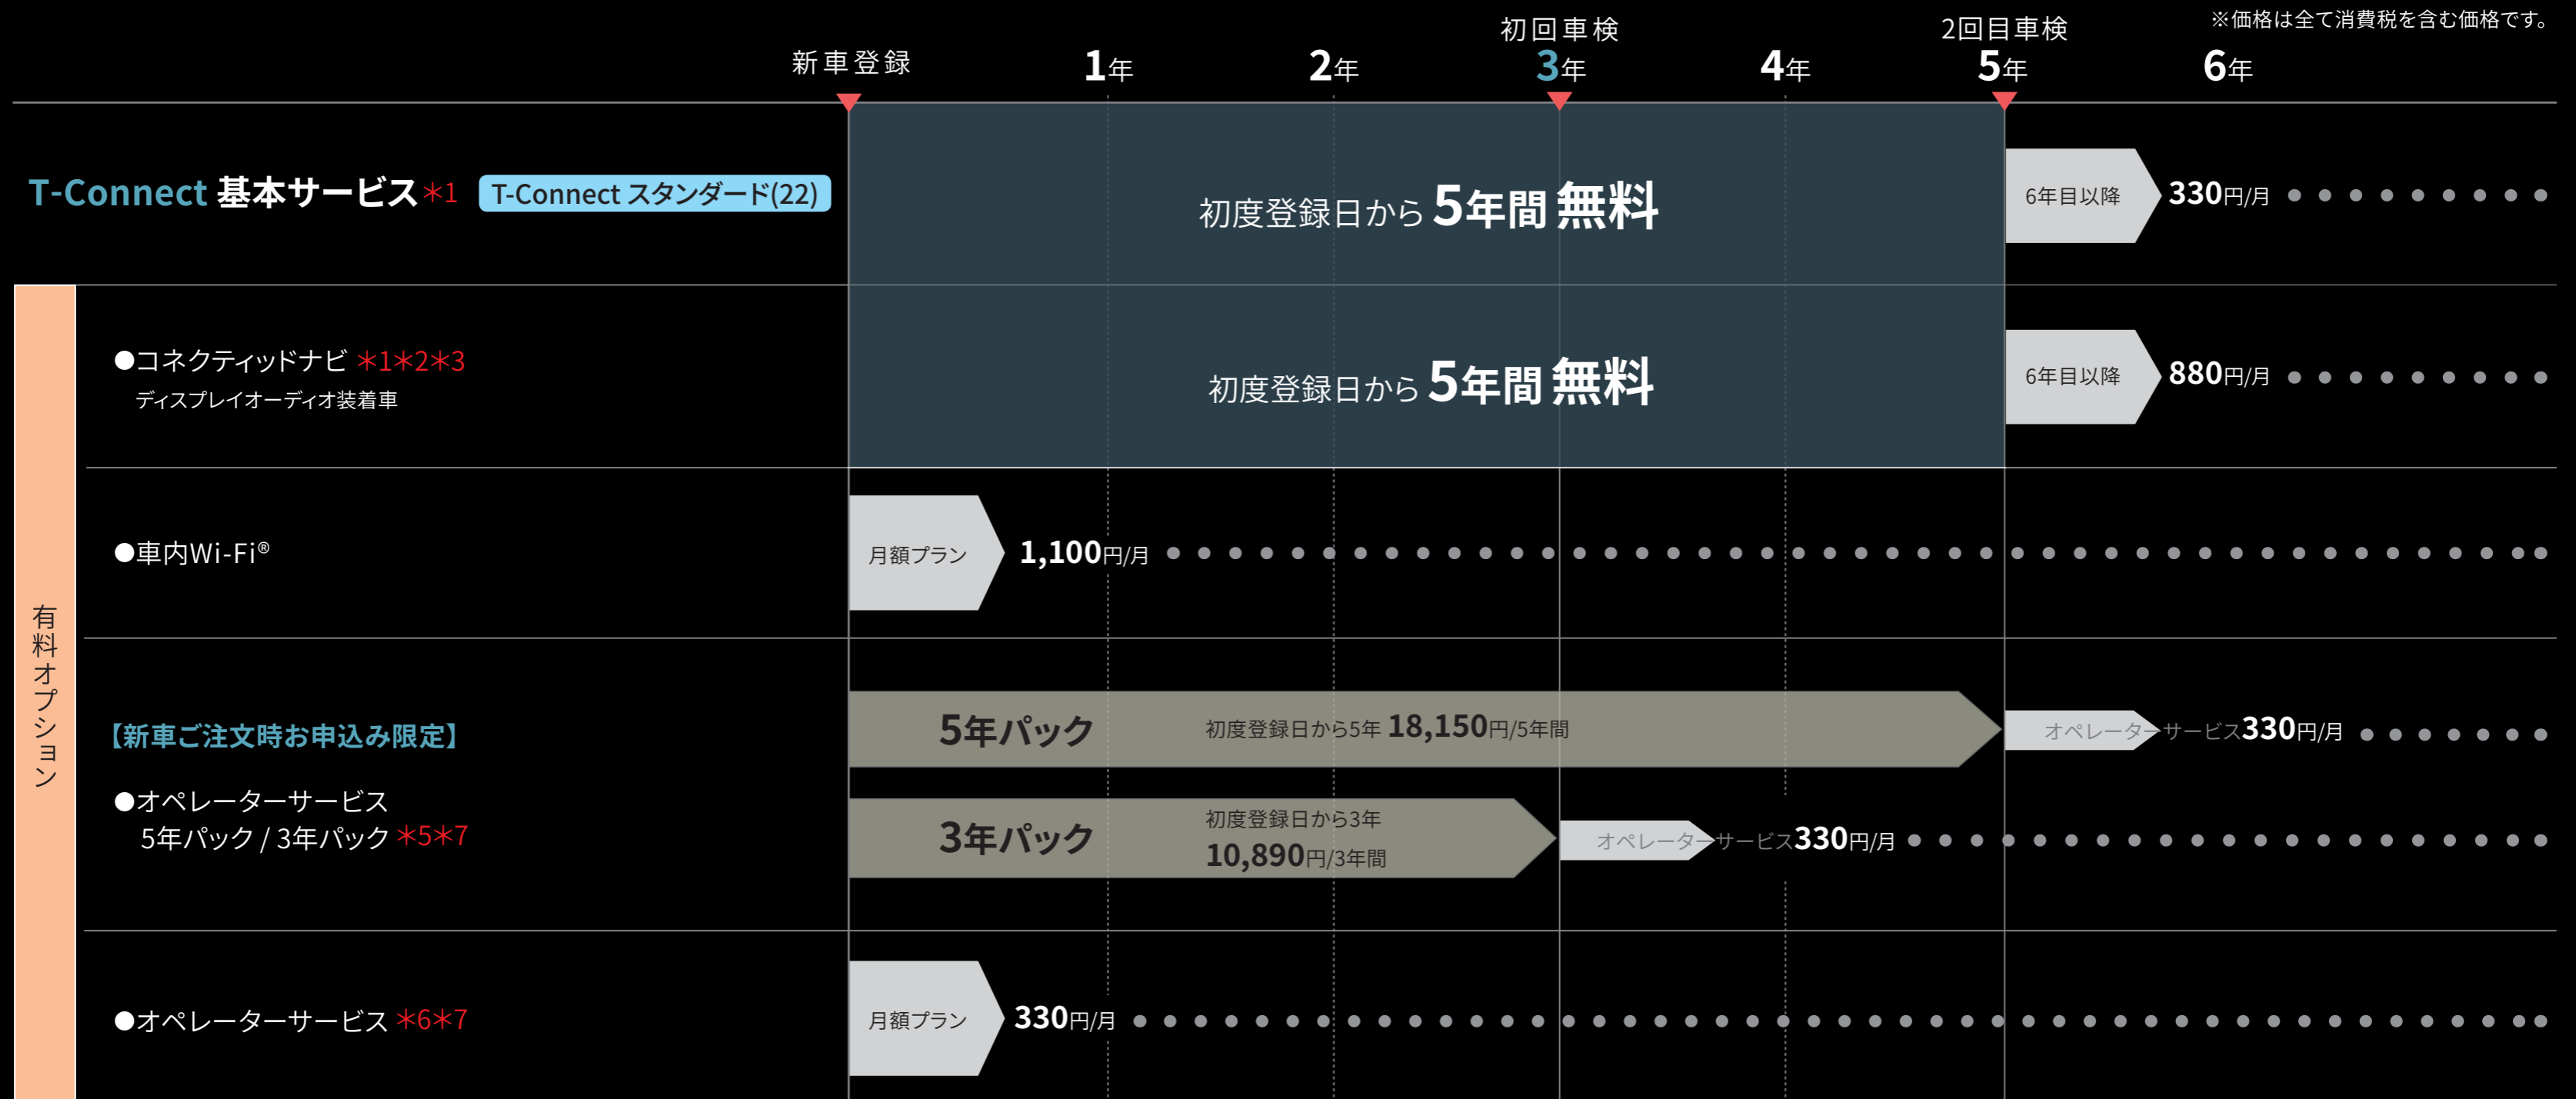 ※価格は全て消費税を含む価格です。
新車登録
1年
2年
初回車検
3年
4年
2回目車検
5年
6年
T-Connect 基本サービス＊1
T-Connect スタンダード(22)
初度登録日から 5年間 無料
6年目以降
330円/月
有料オプション
●コネクティッドナビ ＊1＊2＊3
ディスプレイオーディオ装着車
初度登録日から 5年間 無料
6年目以降
880円/月
●車内Wi-Fi®
月額プラン
1,100円/月
【新車ご注文時お申込み限定】
●オペレーターサービス
5年パック / 3年パック ＊5＊7
5年パック
初度登録日から5年 18,150円/5年間
オペレーターサービス330円/月
3年パック
初度登録日から3年
10,890円/3年間
オペレーターサービス330円/月
●オペレーターサービス ＊6＊7
月額プラン
330円/月